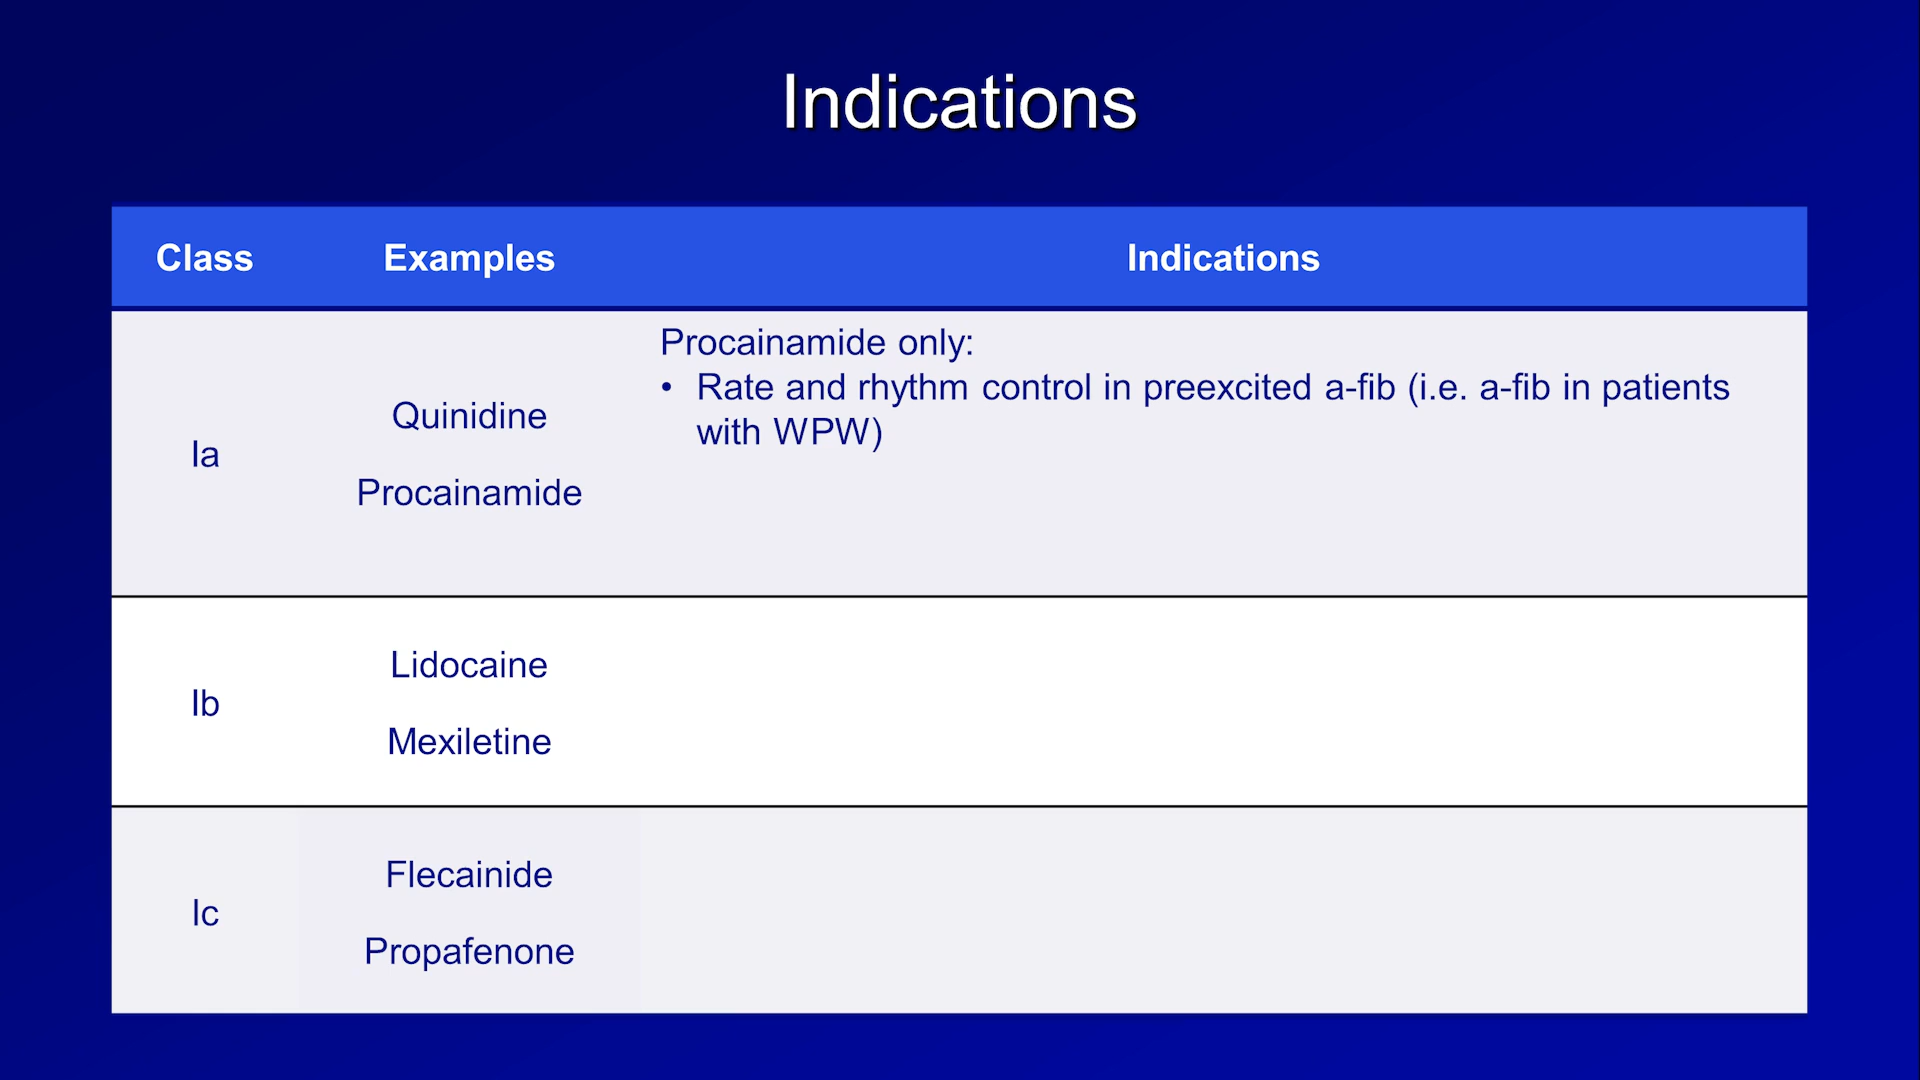 Indications
Class Examples Indications
Procainamide only:
• Rate and rhythm control in preexcited a-fib (i.e. a-fib in patients
with WPW)
Ia
Quinidine
Procainamide
Ib
Lidocaine
Mexiletine
Ic
Flecainide
Propafenone